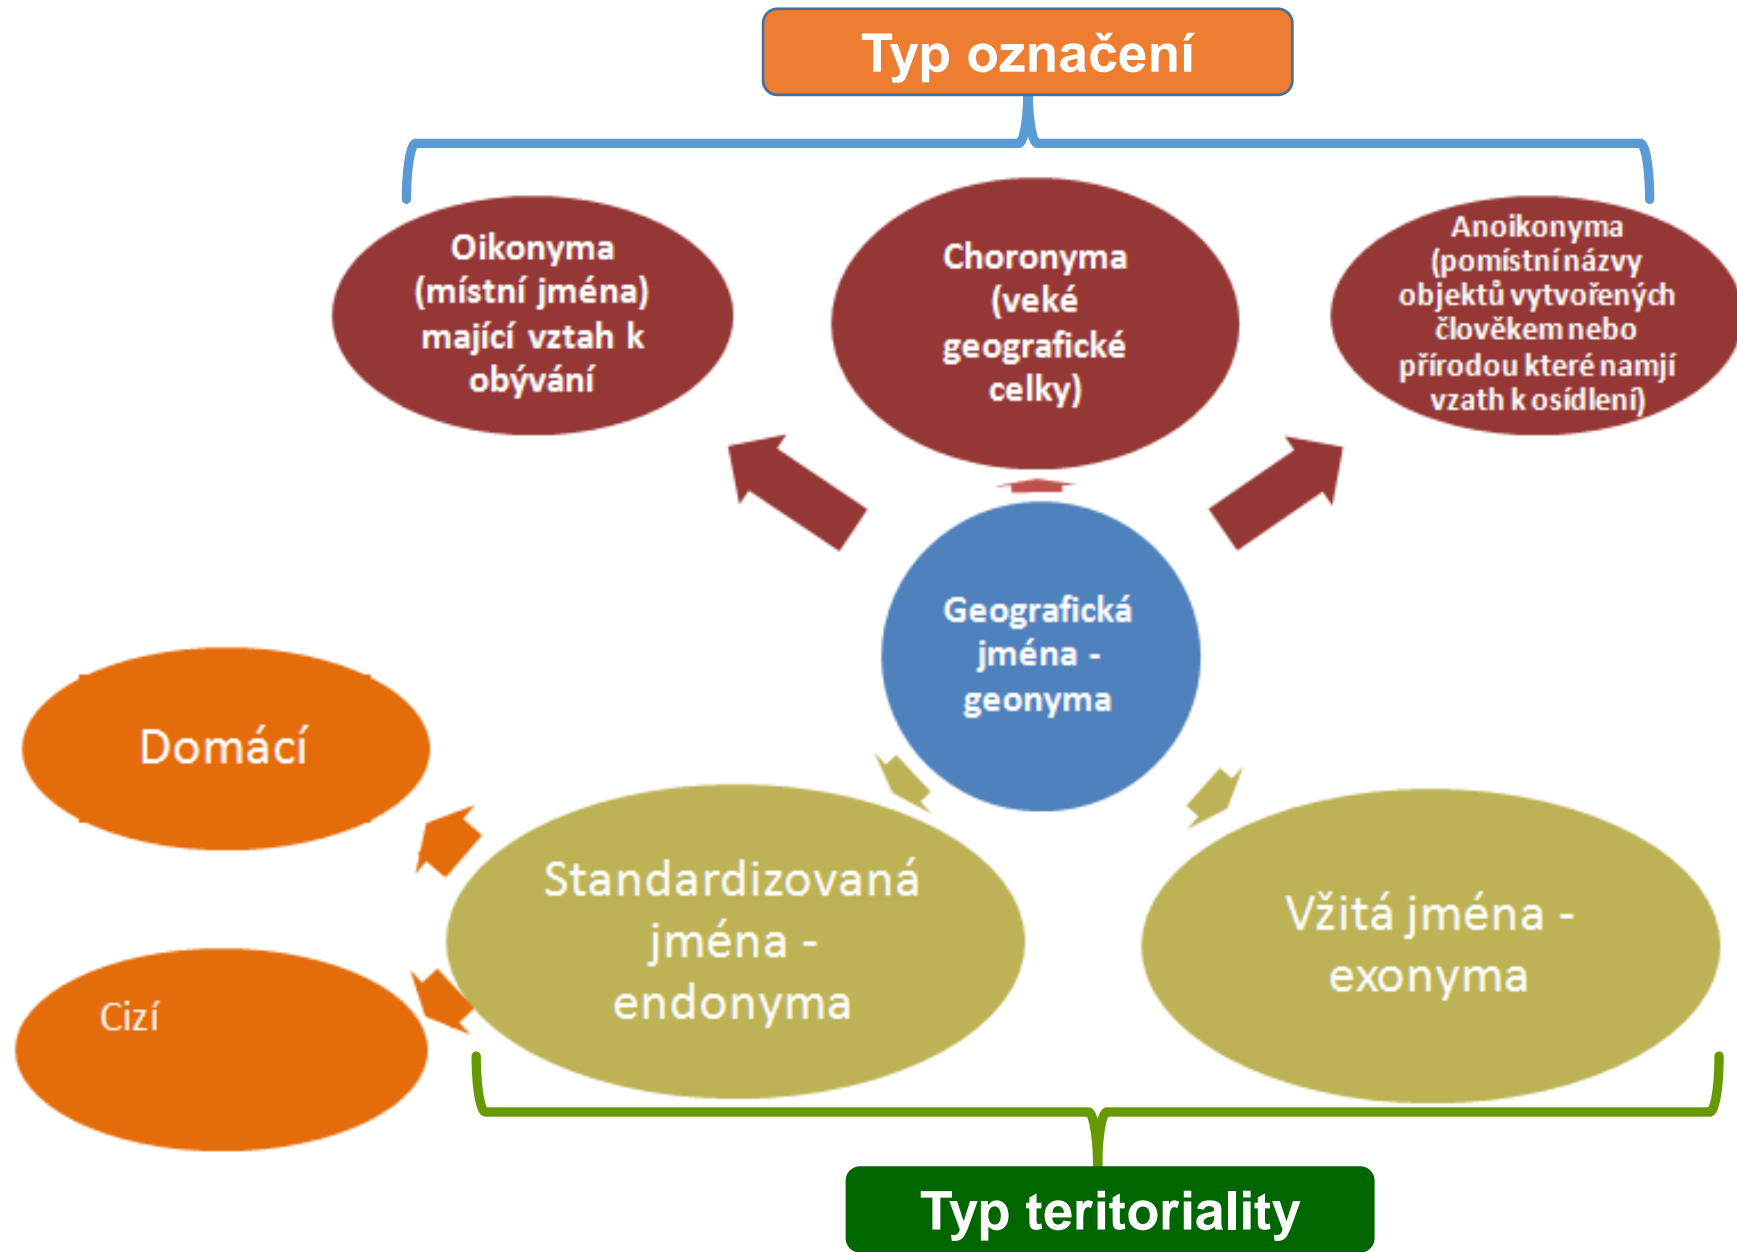 Typ označení
Oikonyma
(místní jména)
mající vztah k
obývání
Choronyma
(veké
geografické
celky)
Anoikonyma
(pomístní názvy
objektů vytvořených
člověkem nebo
přírodou které namjí
vzath k osídlení)
Geografická
jména -
geonyma
Domácí
Standardizovaná
jména -
endonyma
Vžitá jména -
exonyma
Cizí
Typ teritoriality